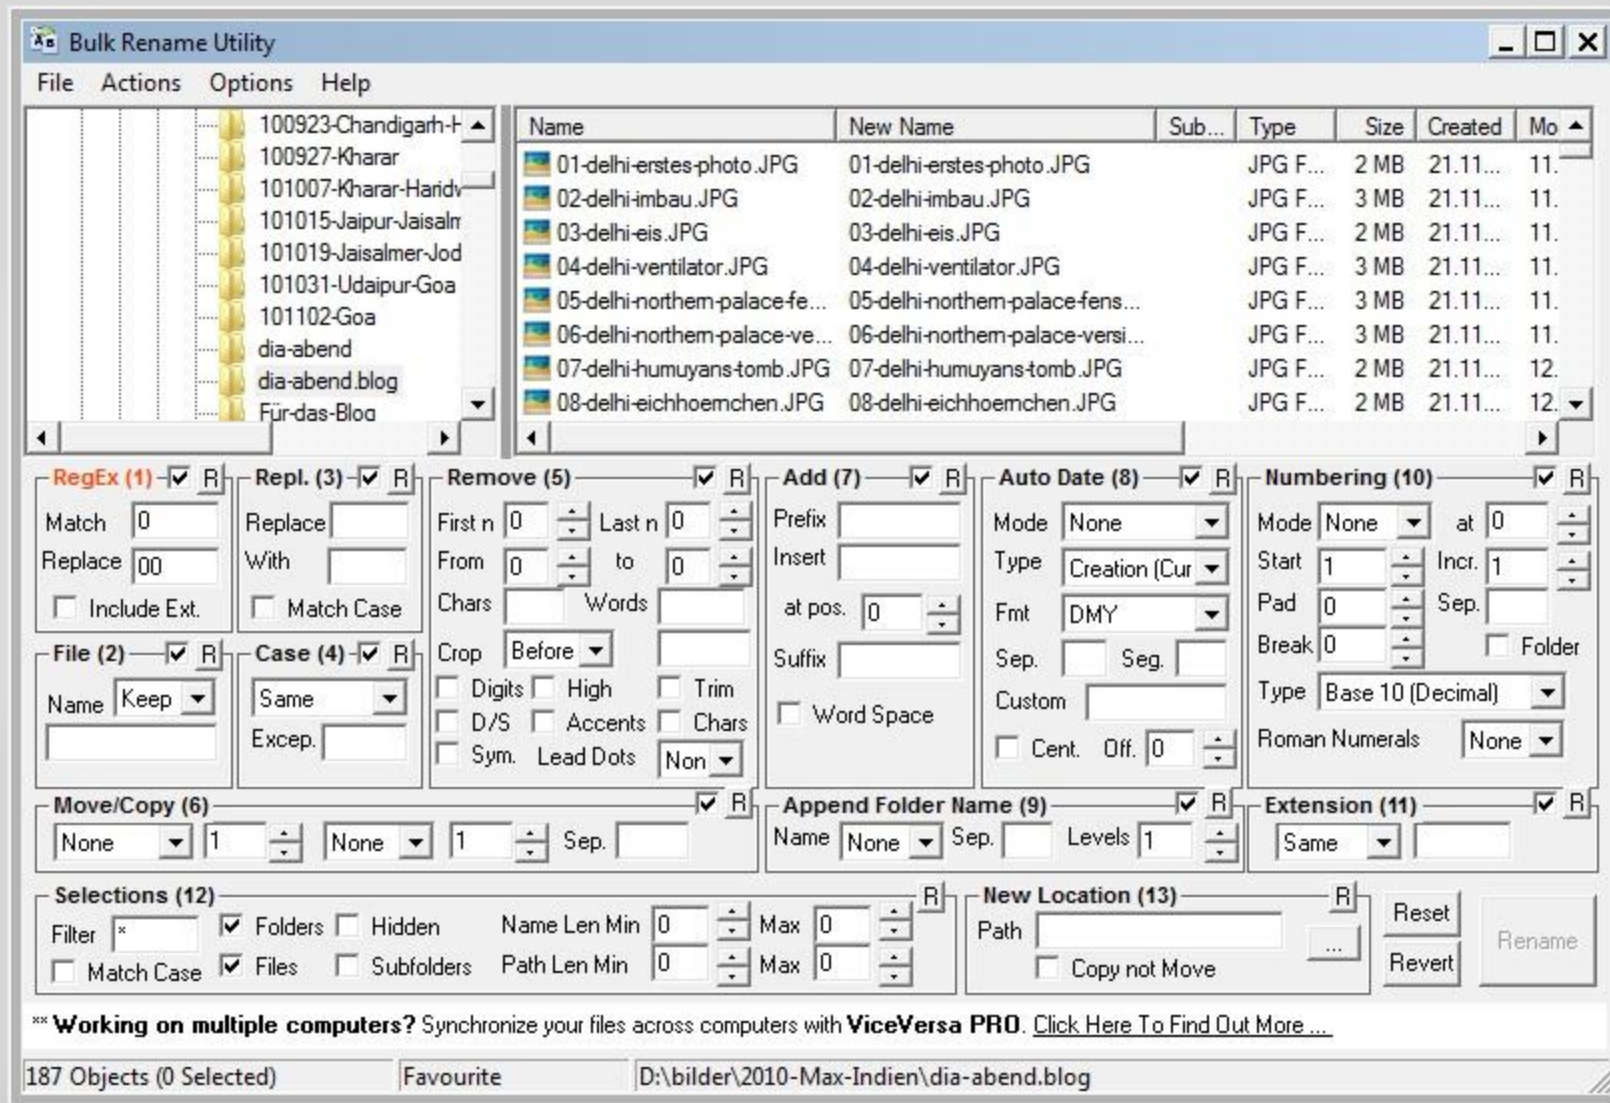 Bulk Rename Utility
File Actions Options Help
100923-Chandigarh-H
100927-Kharar
101007-Kharar-Haridw
101015-Jaipur-Jaisalm
101019-Jaisalmer-Jod
101031-Udaipur-Goa
101102-Goa
dia-abend
dia-abend.blog
Für-das-Blog
Name New Name Sub... Type Size Created Mo
01-delhi-erstes-photo.JPG 01-delhi-erstes-photo.JPG JPG F... 2 MB 21.11... 11.
02-delhi-imbau.JPG 02-delhi-imbau.JPG JPG F... 3 MB 21.11... 11.
03-delhi-eis.JPG 03-delhi-eis.JPG JPG F... 2 MB 21.11... 11.
04-delhi-ventilator.JPG 04-delhi-ventilator.JPG JPG F... 3 MB 21.11... 11.
05-delhi-northern-palace-fe... 05-delhi-northern-palace-fens... JPG F... 3 MB 21.11... 11.
06-delhi-northern-palace-ve... 06-delhi-northern-palace-versi... JPG F... 3 MB 21.11... 11.
07-delhi-humuyans-tomb.JPG 07-delhi-humuyans-tomb.JPG JPG F... 2 MB 21.11... 12.
08-delhi-eichhoernchen.JPG 08-delhi-eichhoernchen.JPG JPG F... 2 MB 21.11... 12.
RegEx (1) R
Match 0
Replace 00
Include Ext.
Repl. (3) R
Replace
With
Match Case
File (2) R
Name Keep
Case (4) R
Same
Excep.
Remove (5) R
First n 0 Last n 0
From 0 to 0
Chars Words
Crop Before
Digits High Trim
D/S Accents Chars
Sym. Lead Dots Non
Add (7) R
Prefix
Insert
at pos. 0
Suffix
Word Space
Auto Date (8) R
Mode None
Type Creation (Cur
Fmt DMY
Sep. Seg.
Custom
Cent. Off. 0
Numbering (10) R
Mode None at 0
Start 1 Incr. 1
Pad 0 Sep.
Break 0 Folder
Type Base 10 (Decimal)
Roman Numerals None
Move/Copy (6) R
None 1 None 1 Sep.
Append Folder Name (9) R
Name None Sep. Levels 1
Extension (11) R
Same
Selections (12) R
Filter * Folders Hidden Name Len Min 0 Max 0
Match Case Files Subfolders Path Len Min 0 Max 0
New Location (13) R
Path ...
Copy not Move
Reset
Revert
Rename
** Working on multiple computers? Synchronize your files across computers with ViceVersa PRO. Click Here To Find Out More ...
187 Objects (0 Selected) Favourite D:\bilder\2010-Max-Indien\dia-abend.blog